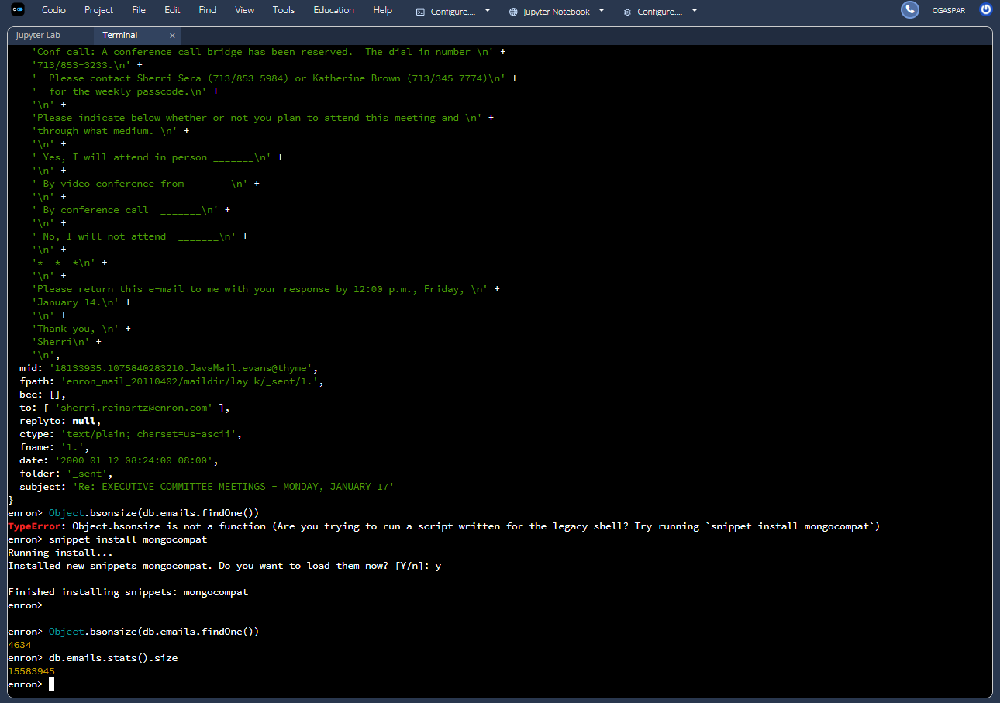 Codio Project File Edit Find View Tools Education Help Configure.... Jupyter Notebook Configure.... CGASPAR
Jupyter Lab Terminal ×
'Conf call: A conference call bridge has been reserved.  The dial in number \n' +
'713/853-3233.\n' +
'  Please contact Sherri Sera (713/853-5984) or Katherine Brown (713/345-7774)\n' +
'  for the weekly passcode.\n' +
'\n' +
'Please indicate below whether or not you plan to attend this meeting and \n' +
'through what medium. \n' +
'\n' +
' Yes, I will attend in person _______\n' +
'\n' +
' By video conference from _______\n' +
'\n' +
' By conference call  _______\n' +
'\n' +
' No, I will not attend  _______\n' +
'\n' +
'*  *  *\n' +
'\n' +
'Please return this e-mail to me with your response by 12:00 p.m., Friday, \n' +
'January 14.\n' +
'\n' +
'Thank you, \n' +
'Sherri\n' +
'\n',
mid: '18133935.1075840283210.JavaMail.evans@thyme',
fpath: 'enron_mail_20110402/maildir/lay-k/_sent/1.',
bcc: [],
to: [ 'sherri.reinartz@enron.com' ],
replyto: null,
ctype: 'text/plain; charset=us-ascii',
fname: '1.',
date: '2000-01-12 08:24:00-08:00',
folder: '_sent',
subject: 'Re: EXECUTIVE COMMITTEE MEETINGS - MONDAY, JANUARY 17'
}
enron> Object.bsonsize(db.emails.findOne())
TypeError: Object.bsonsize is not a function (Are you trying to run a script written for the legacy shell? Try running `snippet install mongocompat`)
enron> snippet install mongocompat
Running install...
Installed new snippets mongocompat. Do you want to load them now? [Y/n]: y
Finished installing snippets: mongocompat
enron>
enron> Object.bsonsize(db.emails.findOne())
4634
enron> db.emails.stats().size
15583945
enron>